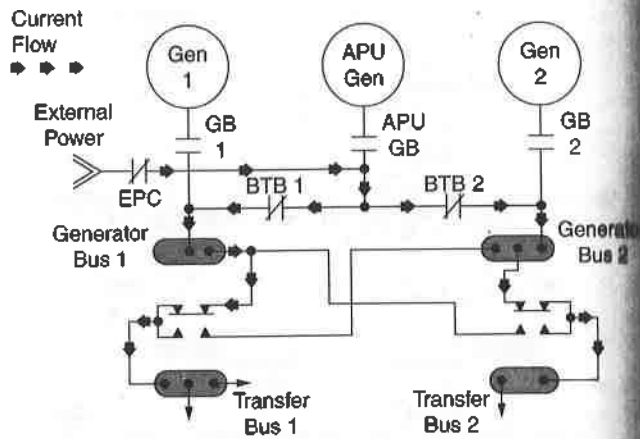 Current
Flow
Gen
1
APU
Gen
Gen
2
External
Power
GB
1
APU
GB
GB
2
EPC
BTB 1
BTB 2
Generator
Bus 1
Generato
Bus 2
Transfer
Bus 1
Transfer
Bus 2